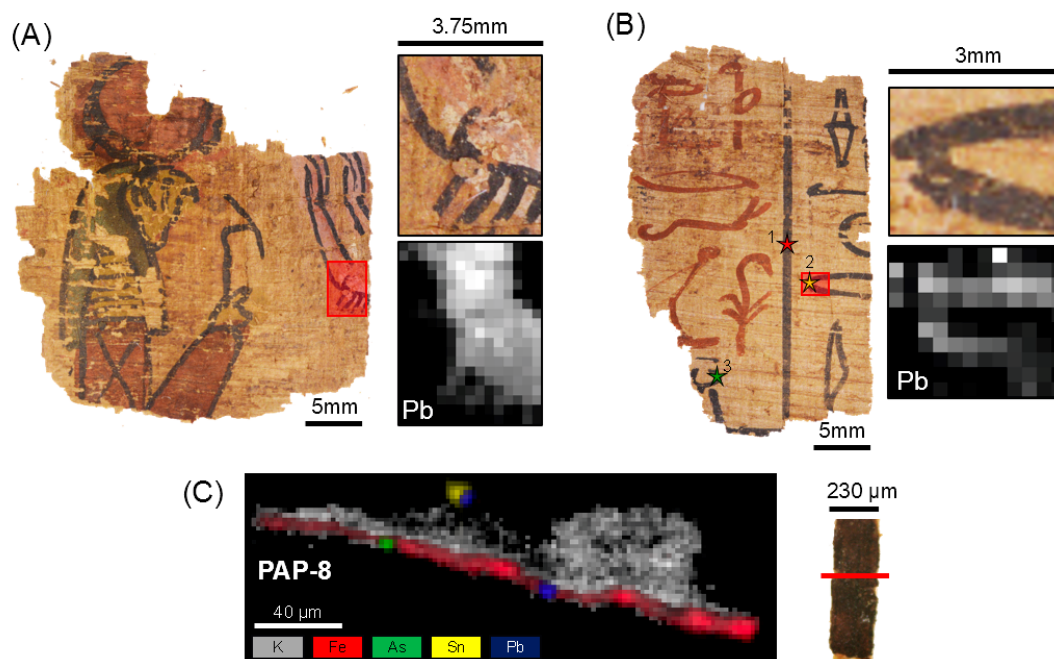 (A)
3.75mm
Pb
5mm
(B)
3mm
1
2
3
Pb
5mm
(C)
PAP-8
40 µm
K Fe As Sn Pb
230 µm